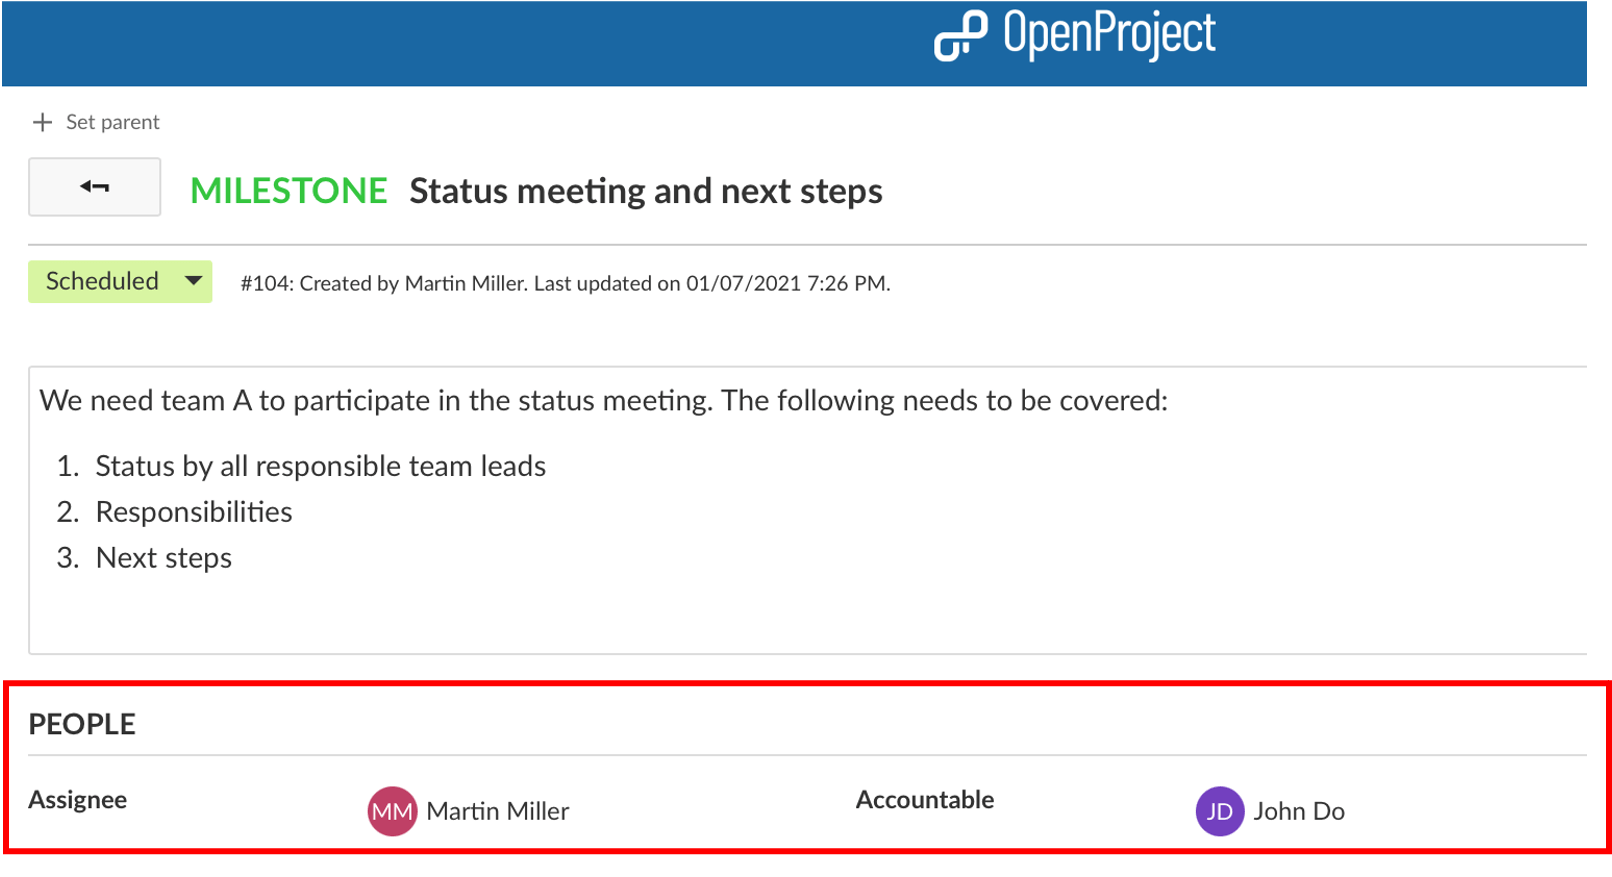 OpenProject
+ Set parent
MILESTONE Status meeting and next steps
Scheduled #104: Created by Martin Miller. Last updated on 01/07/2021 7:26 PM.
We need team A to participate in the status meeting. The following needs to be covered:
1. Status by all responsible team leads
2. Responsibilities
3. Next steps
PEOPLE
Assignee MM Martin Miller Accountable JD John Do